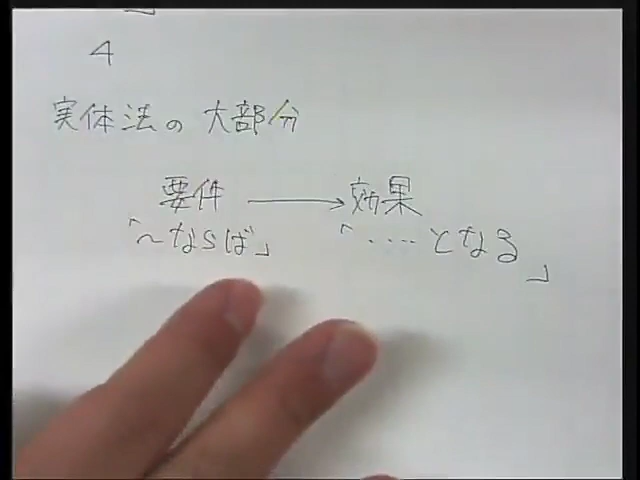 4
実体法の 大部分
要件 → 効果
「～ならば」 「....となる」